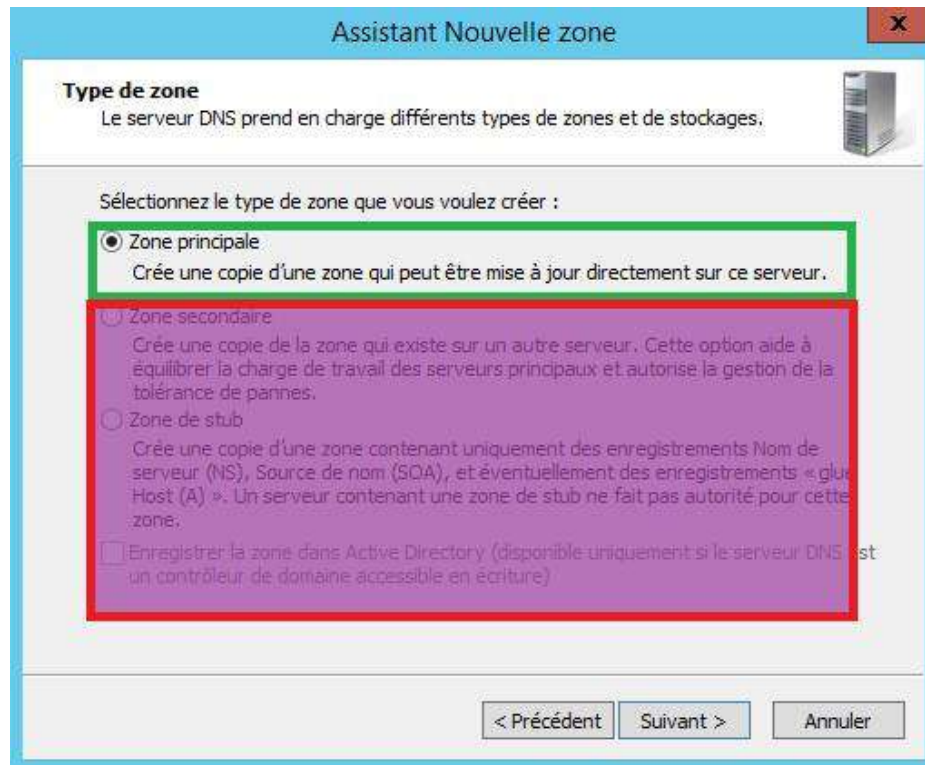 Assistant Nouvelle zone
x
Type de zone
Le serveur DNS prend en charge différents types de zones et de stockages.
Sélectionnez le type de zone que vous voulez créer :
Zone principale
Crée une copie d'une zone qui peut être mise à jour directement sur ce serveur.
Zone secondaire
Crée une copie de la zone qui existe sur un autre serveur. Cette option aide à
équilibrer la charge de travail des serveurs principaux et autorise la gestion de la
tolérance de pannes.
Zone de stub
Crée une copie d'une zone contenant uniquement des enregistrements Nom de
serveur (NS), Source de nom (SOA), et éventuellement des enregistrements « glue
Host (A) ». Un serveur contenant une zone de stub ne fait pas autorité pour cette
zone.
Enregistrer la zone dans Active Directory (disponible uniquement si le serveur DNS est
un contrôleur de domaine accessible en écriture)
< Précédent
Suivant >
Annuler